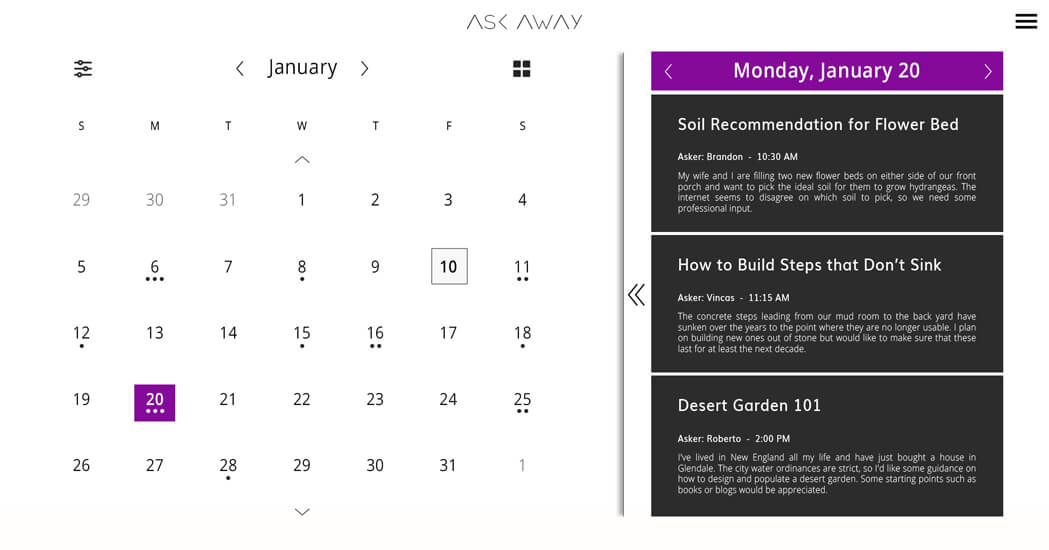 ASK AWAY
January
S M T W T F S
29 30 31 1 2 3 4
5 6 7 8 9 10 11
12 13 14 15 16 17 18
19 20 21 22 23 24 25
26 27 28 29 30 31 1
Monday, January 20
Soil Recommendation for Flower Bed
Asker: Brandon - 10:30 AM
My wife and I are filling two new flower beds on either side of our front
porch and want to pick the ideal soil for them to grow hydrangeas. The
internet seems to disagree on which soil to pick, so we need some
professional input.
How to Build Steps that Don't Sink
Asker: Vincas - 11:15 AM
The concrete steps leading from our mud room to the back yard have
sunken over the years to the point where they are no longer usable. I plan
on building new ones out of stone but would like to make sure that these
last for at least the next decade.
Desert Garden 101
Asker: Roberto - 2:00 PM
I've lived in New England all my life and have just bought a house in
Glendale. The city water ordinances are strict, so I'd like some guidance on
how to design and populate a desert garden. Some starting points such as
books or blogs would be appreciated.